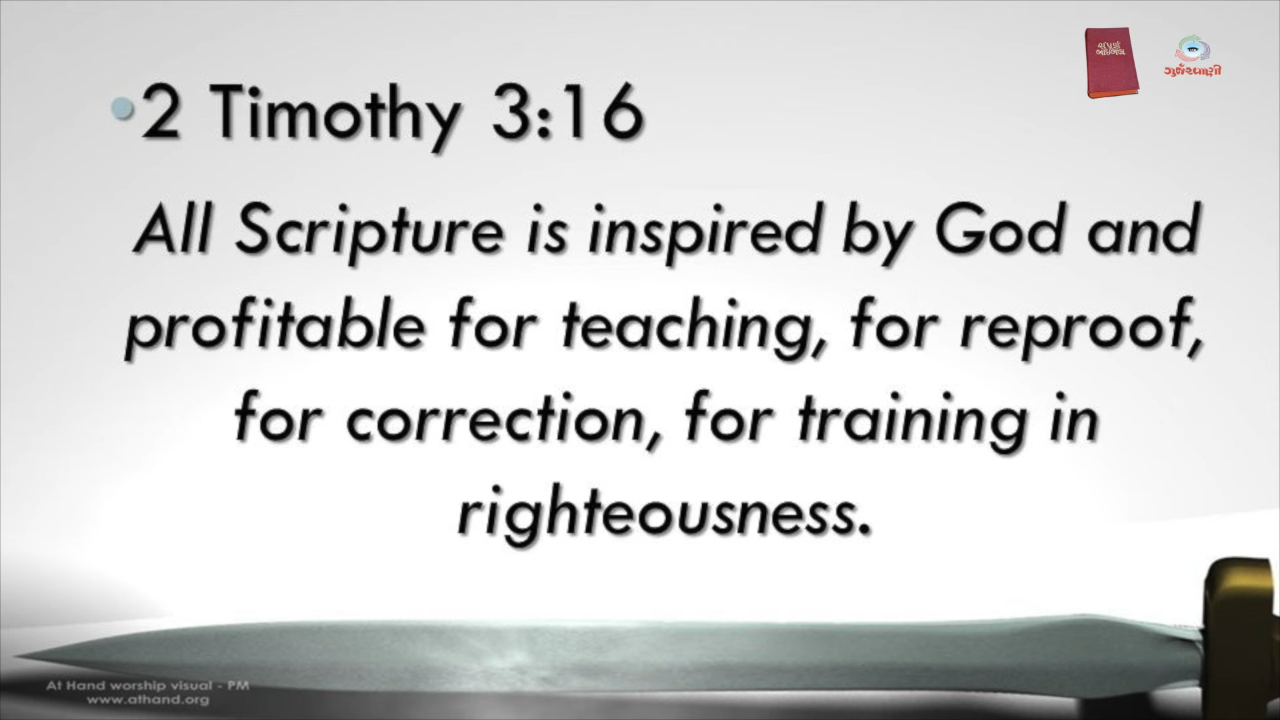 2 Timothy 3:16
All Scripture is inspired by God and
profitable for teaching, for reproof,
for correction, for training in
righteousness.
ગુર્જરવાણી
At Hand worship visual - PM
www.athand.org